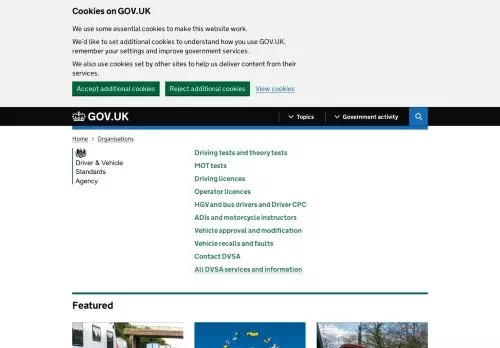 Cookies on GOV.UK
We use some essential cookies to make this website work.
We'd like to set additional cookies to understand how you use GOV.UK,
remember your settings and improve government services.
We also use cookies set by other sites to help us deliver content from their
services.
Accept additional cookies
Reject additional cookies
View cookies
GOV.UK
Topics
Government activity
Home
Organisations
Driver & Vehicle
Standards
Agency
Driving tests and theory tests
MOT tests
Driving licences
Operator licences
HGV and bus drivers and Driver CPC
ADIs and motorcycle instructors
Vehicle approval and modification
Vehicle recalls and faults
Contact DVSA
All DVSA services and information
Featured